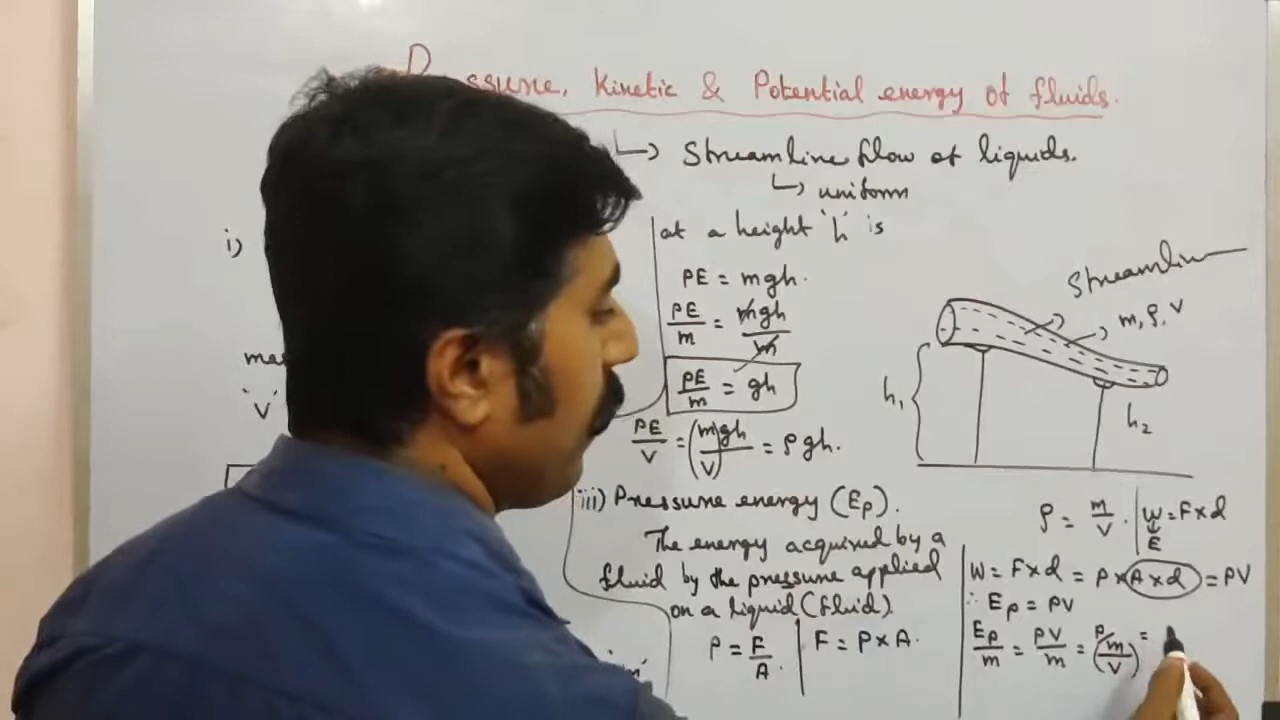 Pressure, Kinetic & Potential energy of fluids.
↳ Streamline flow of liquids.
↳ uniform
i)
at a height 'h' is
PE = mgh.
PE/m = mgh/m
PE/m = gh
PE/V = (m/V)gh = ρgh.
iii) Pressure energy (Ep).
The energy acquired by a
fluid by the pressure applied
on a liquid (fluid).
P = F/A. | F = P×A.
'V'
'm'
Streamlin
m, ρ, V
h₁
h₂
ρ = m/V. | W = F×d
↓
E
W = F×d = P×A×d = PV
∴ Ep = PV
Ep/m = PV/m = P/(m/V) =